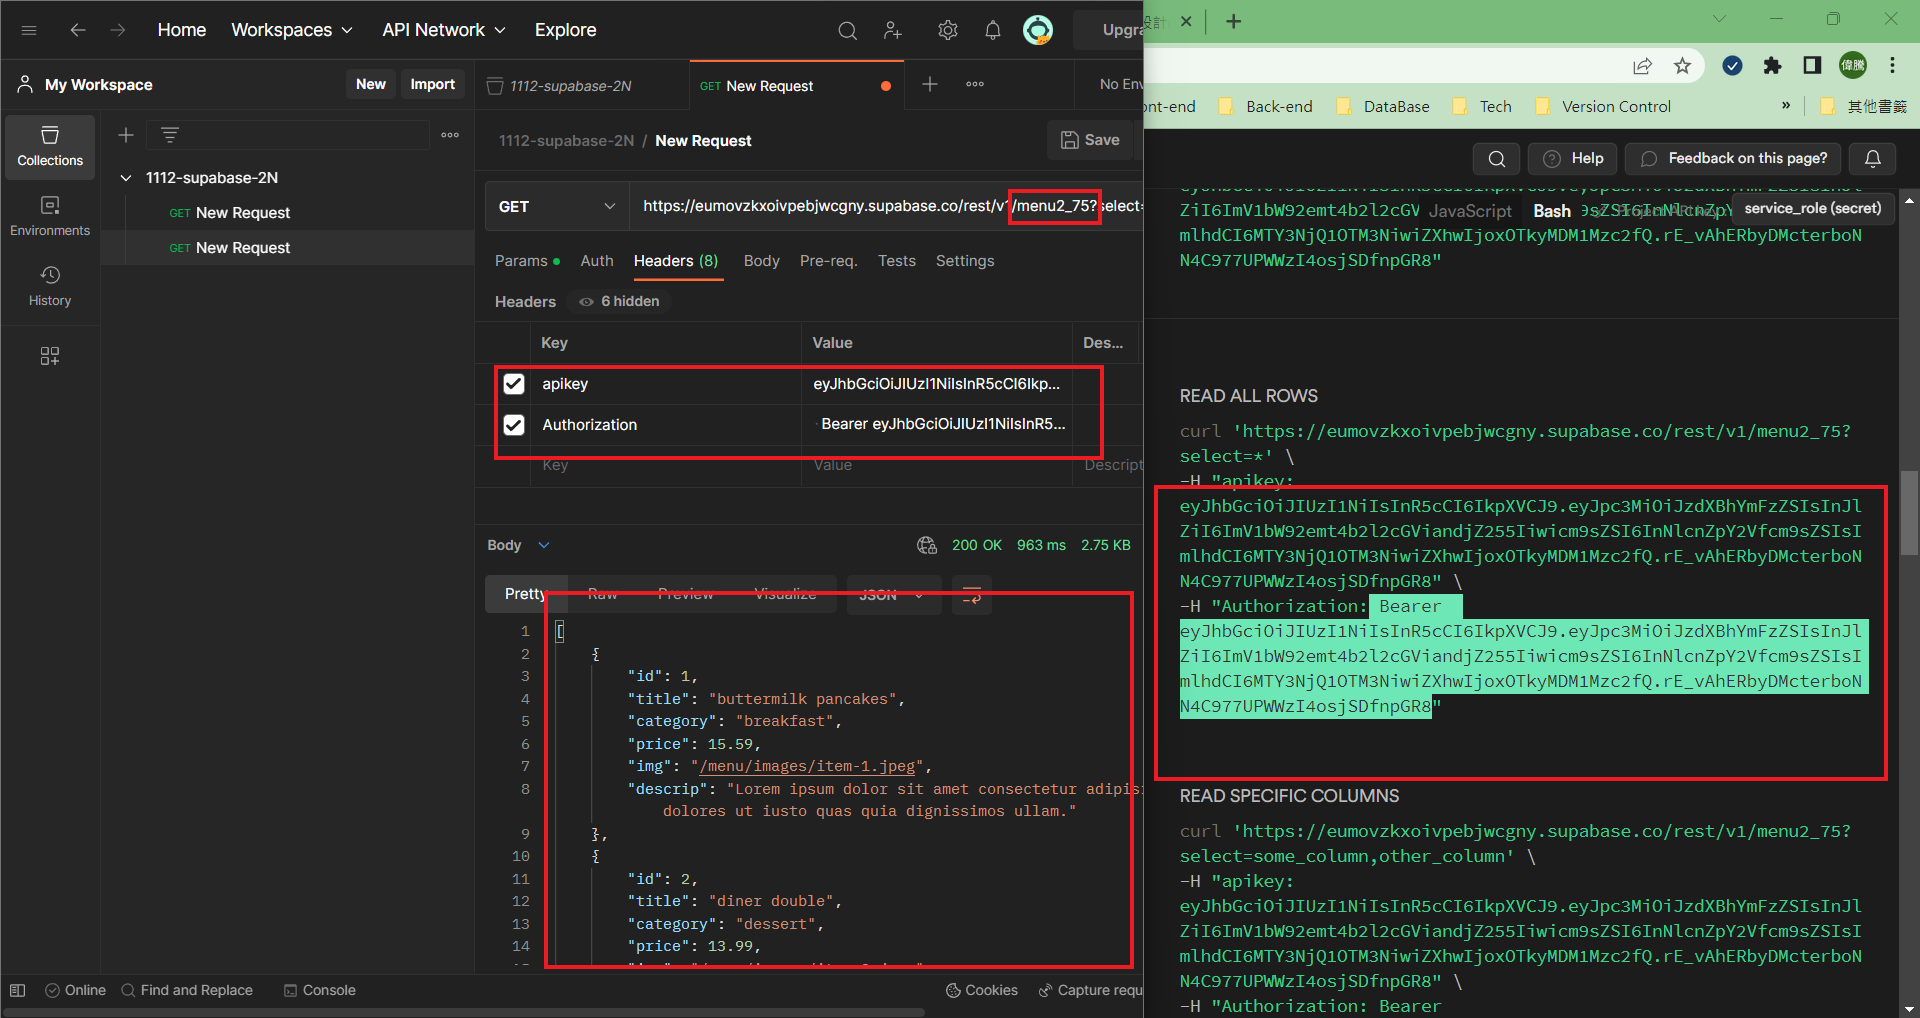 Home
Workspaces
API Network
Explore
Upgra
My Workspace
New
Import
1112-supabase-2N
GET New Request
No Env
Collections
Environments
History
1112-supabase-2N
GET New Request
GET New Request
1112-supabase-2N / New Request
Save
GET
https://eumovzkxoivpebjwcgny.supabase.co/rest/v1/menu2_75?select=
Params
Auth
Headers (8)
Body
Pre-req.
Tests
Settings
Headers
6 hidden
Key
Value
Des...
apikey
eyJhbGciOiJIUzI1NiIsInR5cCI6Ikp...
Authorization
Bearer eyJhbGciOiJIUzI1NiIsInR5...
Key
Value
Descript
Body
200 OK
963 ms
2.75 KB
Pretty
Raw
Preview
Visualize
JSON
1 [
2 {
3 "id": 1,
4 "title": "buttermilk pancakes",
5 "category": "breakfast",
6 "price": 15.59,
7 "img": "/menu/images/item-1.jpeg",
8 "descrip": "Lorem ipsum dolor sit amet consectetur adipisi
dolores ut iusto quas quia dignissimos ullam."
9 },
10 {
11 "id": 2,
12 "title": "diner double",
13 "category": "dessert",
14 "price": 13.99,
Online
Find and Replace
Console
Cookies
Capture requ
設計
偉騰
ont-end
Back-end
DataBase
Tech
Version Control
»
其他書籤
Help
Feedback on this page?
ZiI6ImV1bW92emt4b2l2cGV
JavaScript
Bash
Project API key
service_role (secret)
mlhdCI6MTY3NjQ1OTM3NiwiZXhwIjoxOTkyMDM1Mzc2fQ.rE_vAhERbyDMcterboN
N4C977UPWWzI4osjSDfnpGR8"
READ ALL ROWS
curl 'https://eumovzkxoivpebjwcgny.supabase.co/rest/v1/menu2_75?
select=*' \
-H "apikey:
eyJhbGciOiJIUzI1NiIsInR5cCI6IkpXVCJ9.eyJpc3MiOiJzdXBhYmFzZSIsInJl
ZiI6ImV1bW92emt4b2l2cGViandjZ255Iiwicm9sZSI6InNlcnZpY2Vfcm9sZSIsI
mlhdCI6MTY3NjQ1OTM3NiwiZXhwIjoxOTkyMDM1Mzc2fQ.rE_vAhERbyDMcterboN
N4C977UPWWzI4osjSDfnpGR8" \
-H "Authorization: Bearer
eyJhbGciOiJIUzI1NiIsInR5cCI6IkpXVCJ9.eyJpc3MiOiJzdXBhYmFzZSIsInJl
ZiI6ImV1bW92emt4b2l2cGViandjZ255Iiwicm9sZSI6InNlcnZpY2Vfcm9sZSIsI
mlhdCI6MTY3NjQ1OTM3NiwiZXhwIjoxOTkyMDM1Mzc2fQ.rE_vAhERbyDMcterboN
N4C977UPWWzI4osjSDfnpGR8"
READ SPECIFIC COLUMNS
curl 'https://eumovzkxoivpebjwcgny.supabase.co/rest/v1/menu2_75?
select=some_column,other_column' \
-H "apikey:
eyJhbGciOiJIUzI1NiIsInR5cCI6IkpXVCJ9.eyJpc3MiOiJzdXBhYmFzZSIsInJl
ZiI6ImV1bW92emt4b2l2cGViandjZ255Iiwicm9sZSI6InNlcnZpY2Vfcm9sZSIsI
mlhdCI6MTY3NjQ1OTM3NiwiZXhwIjoxOTkyMDM1Mzc2fQ.rE_vAhERbyDMcterboN
N4C977UPWWzI4osjSDfnpGR8" \
-H "Authorization: Bearer